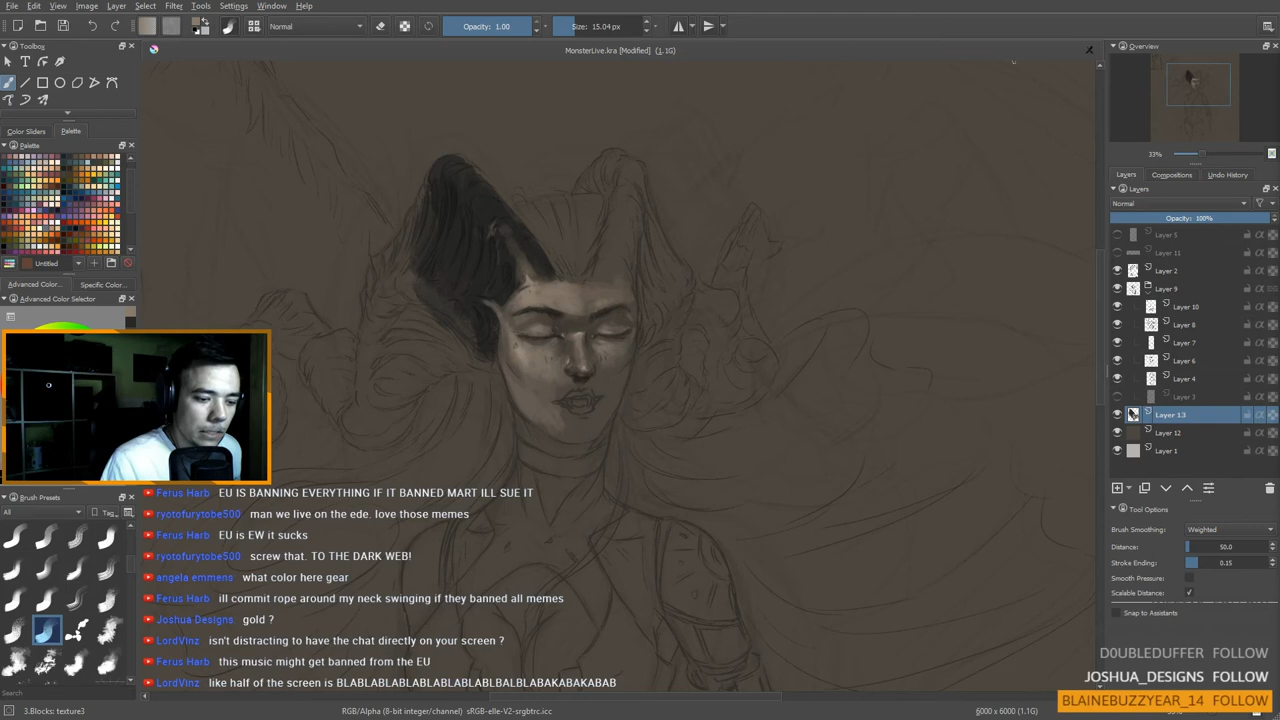 File Edit View Image Layer Select Filter Tools Settings Window Help
Normal
Opacity: 1.00
Size: 15.04 px
Toolbox
MonsterLive.kra [Modified] (1.1G)
Overview
33%
Color Sliders Palette
Palette
Untitled
Advanced Color... Specific Color...
Advanced Color Selector
Brush Presets
All
Tag
Search
3.Blocks: texture3
Ferus Harb EU IS BANNING EVERYTHING IF IT BANNED MART ILL SUE IT
ryotofurytobe500 man we live on the ede. love those memes
Ferus Harb EU is EW it sucks
ryotofurytobe500 screw that. TO THE DARK WEB!
angela emmens what color here gear
Ferus Harb ill commit rope around my neck swinging if they banned all memes
Joshua Designs: gold ?
LordVinz isn't distracting to have the chat directly on your screen ?
Ferus Harb this music might get banned from the EU
LordVinz like half of the screen is BLABLABLABLABLABLABLBLABAKABAKABAB
RGB/Alpha (8-bit integer/channel) sRGB-elle-V2-srgbtrc.icc
6000 x 6000 (1.1G)
Layers Compositions Undo History
Layers
Normal
Opacity: 100%
Layer 5
Layer 11
Layer 2
Layer 9
Layer 10
Layer 8
Layer 7
Layer 6
Layer 4
Layer 3
Layer 13
Layer 12
Layer 1
Tool Options
Brush Smoothing: Weighted
Distance: 50.0
Stroke Ending: 0.15
Smooth Pressure:
Scalable Distance:
Snap to Assistants
D0UBLEDUFFER FOLLOW
JOSHUA_DESIGNS FOLLOW
BLAINEBUZZYEAR_14 FOLLOW